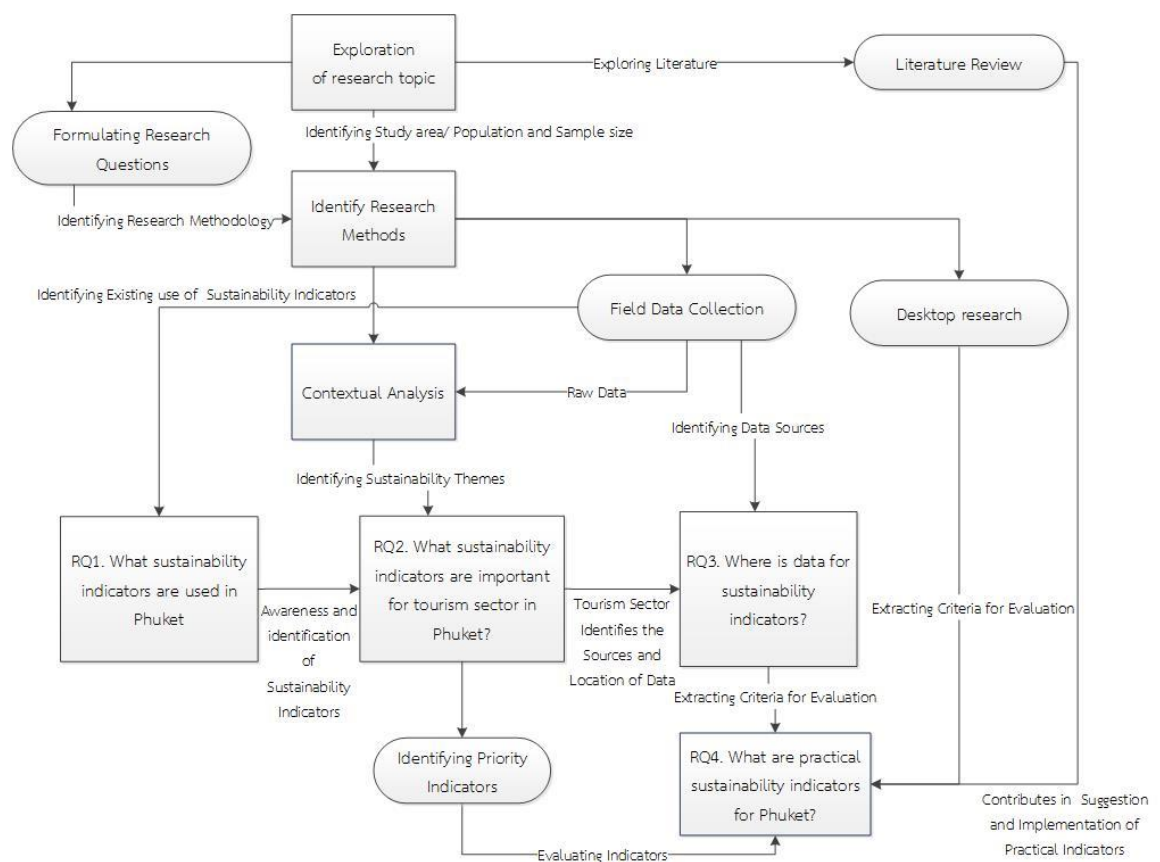 Exploration
of research topic
Exploring Literature
Literature Review
Formulating Research
Questions
Identifying Study area/ Population and Sample size
Identifying Research Methodology
Identify Research
Methods
Identifying Existing use of Sustainability Indicators
Field Data Collection
Desktop research
Contextual Analysis
Raw Data
Identifying Data Sources
Identifying Sustainability Themes
RQ1. What sustainability
indicators are used in
Phuket
Awareness and
identification
of
Sustainability
Indicators
RQ2. What sustainability
indicators are important
for tourism sector in
Phuket?
Tourism Sector
Identifies the
Sources and
Location of Data
RQ3. Where is data for
sustainability
indicators?
Extracting Criteria for Evaluation
Extracting Criteria for Evaluation
Identifying Priority
Indicators
RQ4. What are practical
sustainability indicators
for Phuket?
Contributes in Suggestion
and Implementation of
Practical Indicators
Evaluating Indicators